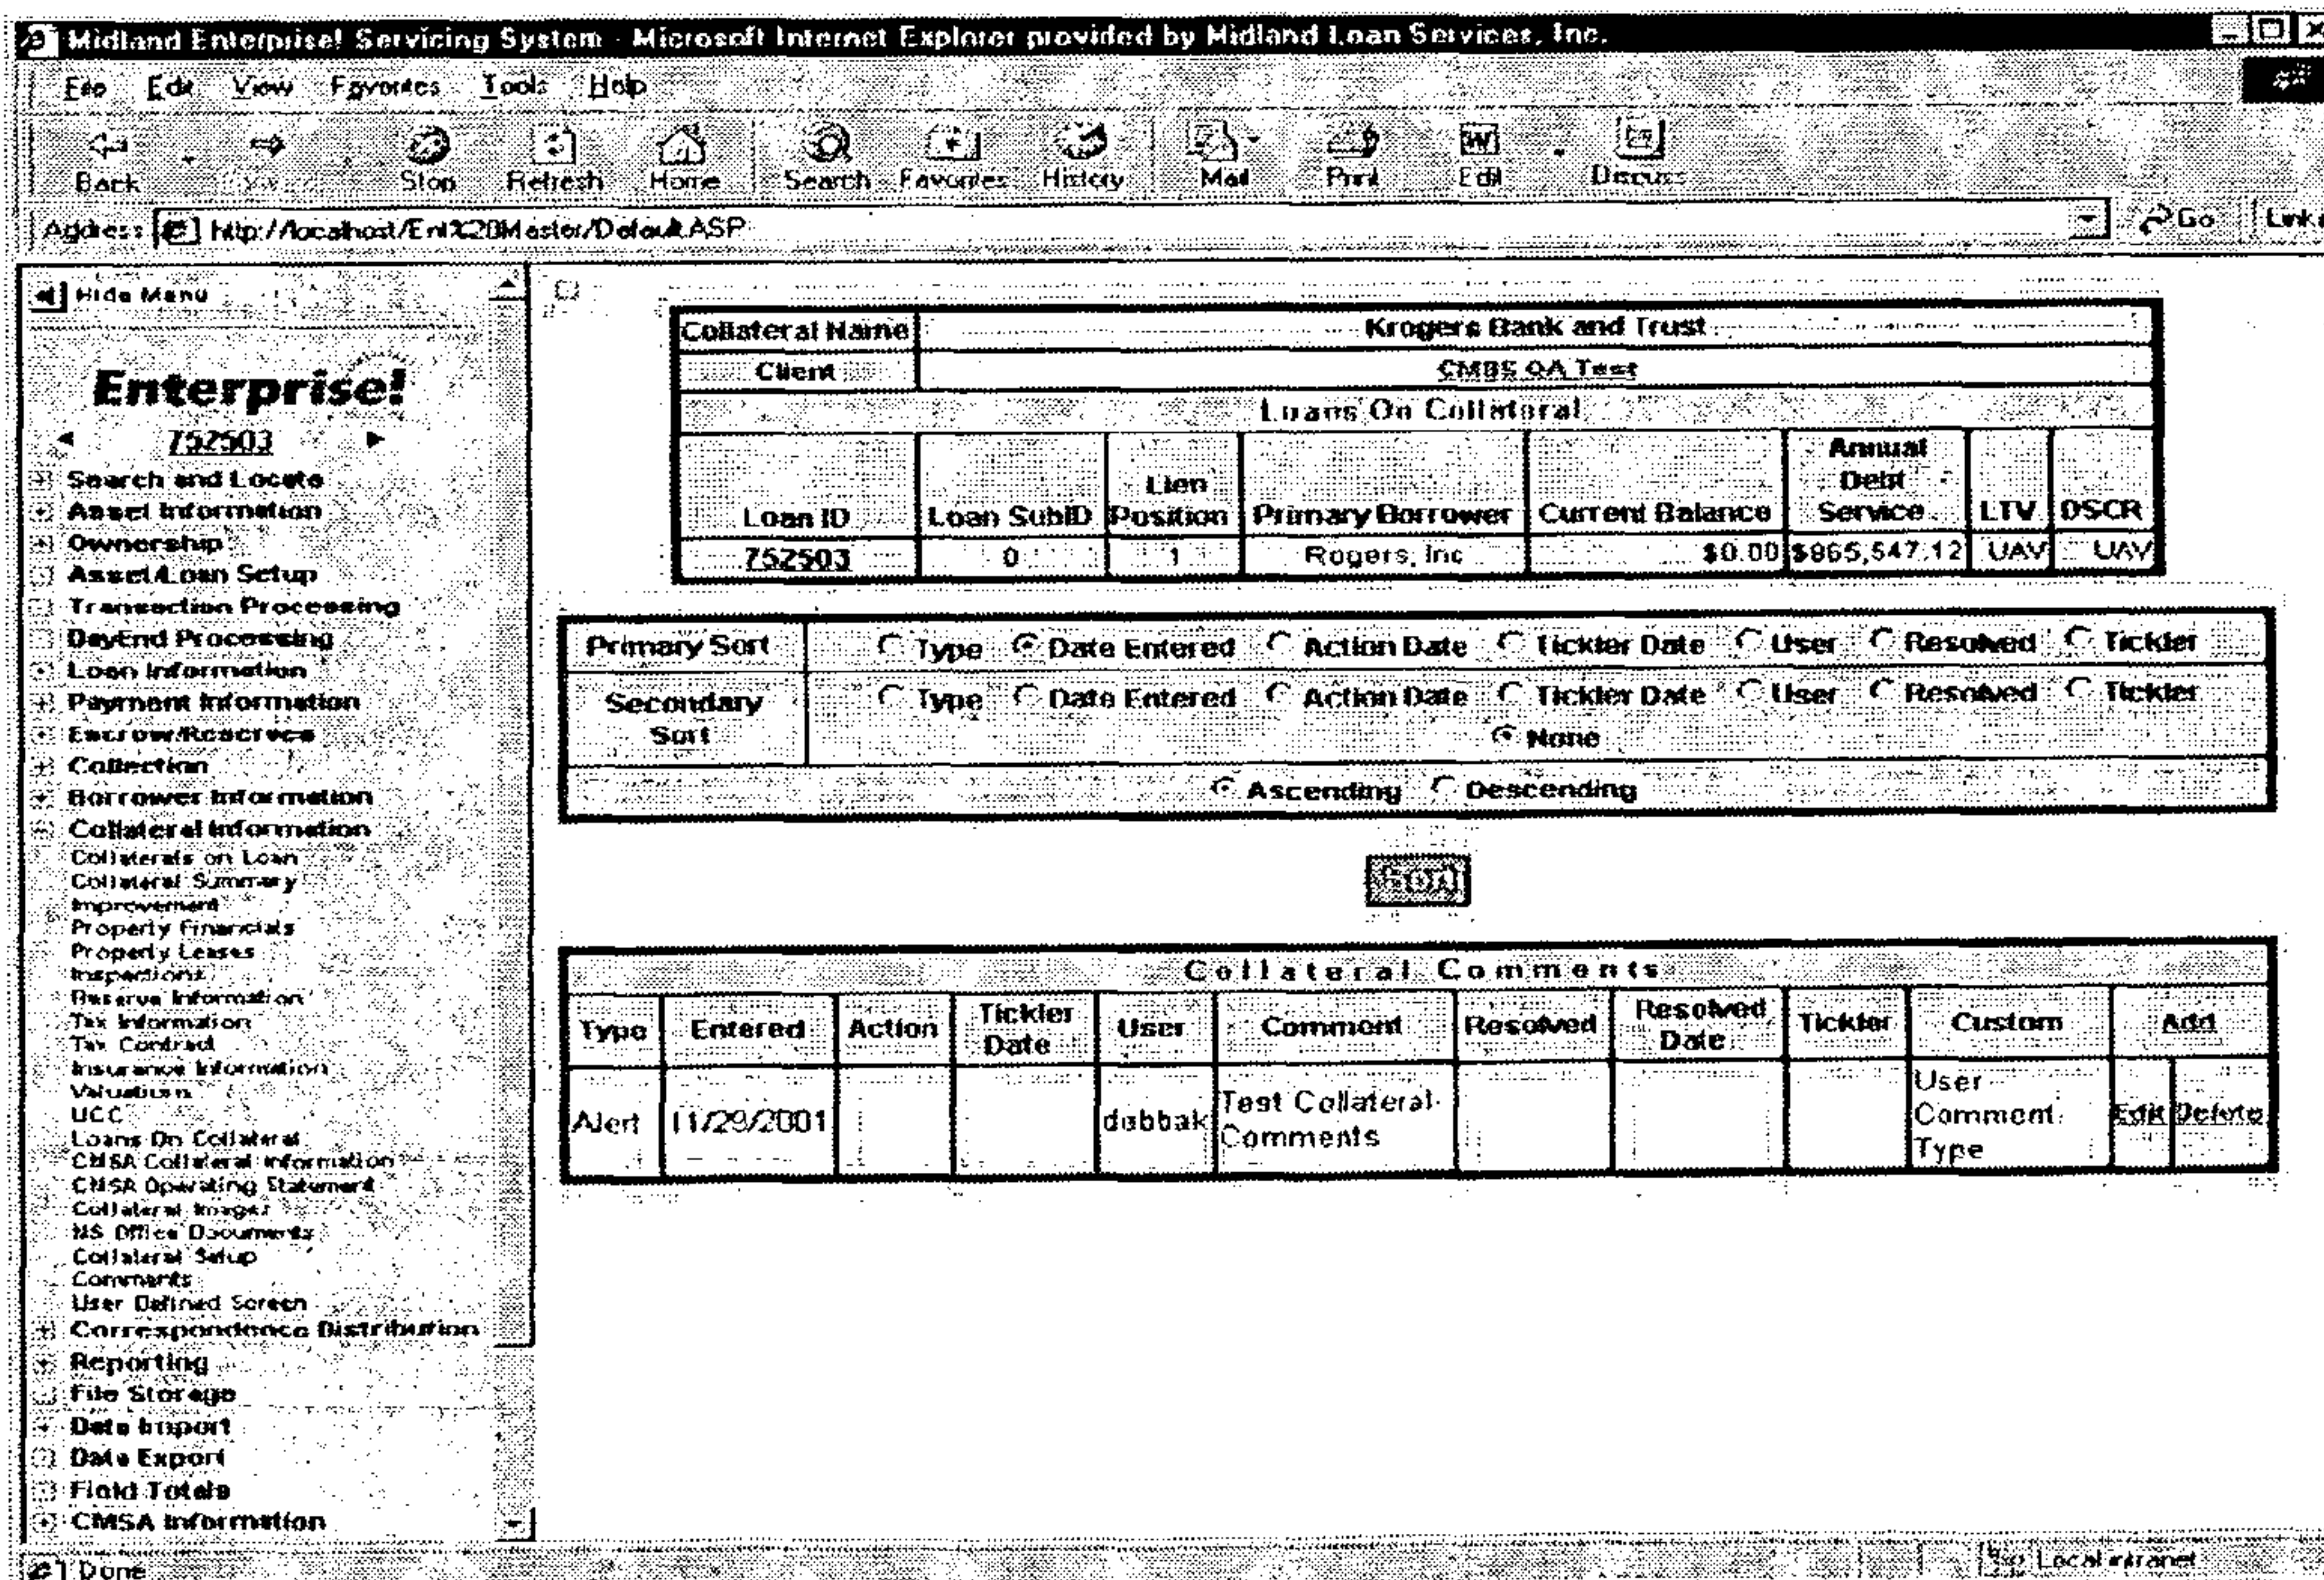 Midland Enterprise! Servicing System - Microsoft Internet Explorer provided by Midland Loan Services, Inc.
File Edit View Favorites Tools Help
Back Stop Refresh Home Search Favorites History Mail Print Edit Discuss
Address http://localhost/Ent%20Master/Default.ASP Go Links
Hide Menu
Enterprise!
752503
Search and Locate
Asset Information
Ownership
Asset/Loan Setup
Transaction Processing
DayEnd Processing
Loan Information
Payment Information
Escrow/Reserves
Collection
Borrower Information
Collateral Information
Collaterals on Loan
Collateral Summary
Improvement
Property Financials
Property Leases
Inspections
Reserve Information
Tax Information
Tax Contract
Insurance Information
Valuations
UCC
Loans On Collateral
CMSA Collateral Information
CMSA Operating Statement
Collateral Images
MS Office Documents
Collateral Setup
Comments
User Defined Screen
Correspondence Distribution
Reporting
File Storage
Data Import
Data Export
Field Totals
CMSA Information
Collateral Name Krogers Bank and Trust
Client CMBS QA Test
Loans On Collateral
Loan ID Loan SubID Lien Position Primary Borrower Current Balance Annual Debt Service LTV DSCR
752503 0 1 Rogers, Inc $0.00 $865,547.12 UAV UAV
Primary Sort Type Date Entered Action Date Tickler Date User Resolved Tickler
Secondary Sort Type Date Entered Action Date Tickler Date User Resolved Tickler
None
Ascending Descending
Sort
Collateral Comments
Type Entered Action Tickler Date User Comment Resolved Resolved Date Tickler Custom Add
Alert 11/29/2001 dabbak Test Collateral Comments User Comment Type Edit Delete
Done Local intranet